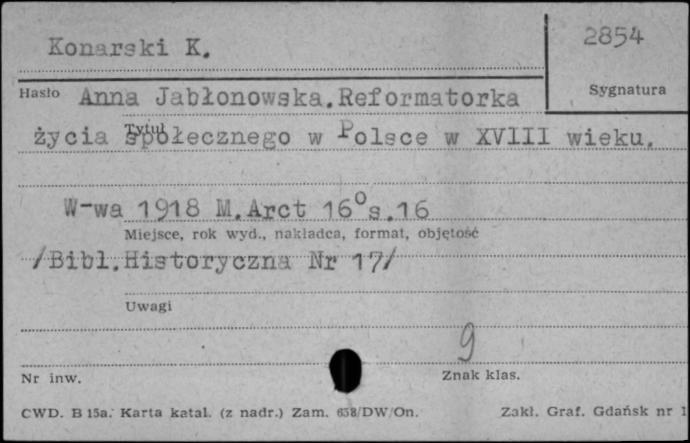 Konarski K.
2854
Hasło Anna Jabłonowska.Reformatorka
Sygnatura
Tytuł
życia społecznego w Polsce w XVIII wieku.
W-wa 1918 M.Arct 16°s.16
Miejsce, rok wyd., nakładca, format, objętość
/Bibl.Historyczna Nr 17/
Uwagi
9
Nr inw.
Znak klas.
CWD. B 15a. Karta katal. (z nadr.) Zam. 658/DW/On.
Zakł. Graf. Gdańsk nr 1